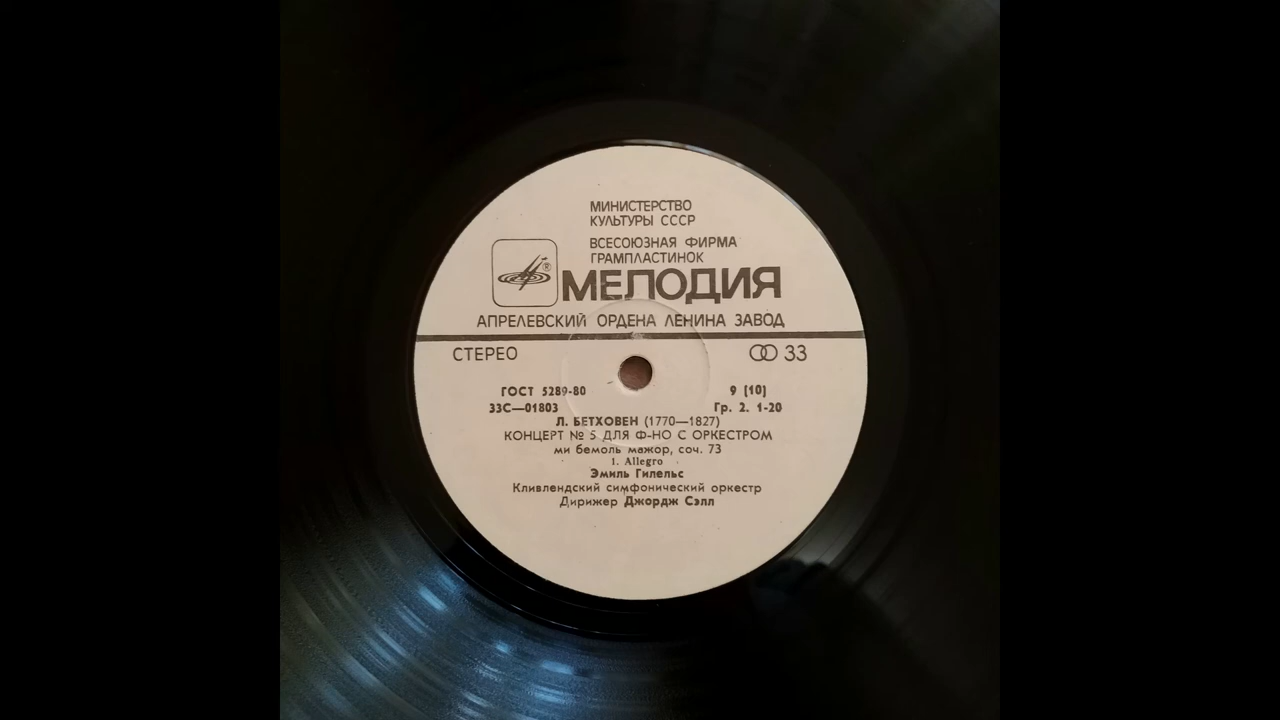 МИНИСТЕРСТВО
КУЛЬТУРЫ СССР
ВСЕСОЮЗНАЯ ФИРМА
ГРАМПЛАСТИНОК
®
МЕЛОДИЯ
АПРЕЛЕВСКИЙ ОРДЕНА ЛЕНИНА ЗАВОД
СТЕРЕО 33
ГОСТ 5289-80 9 [10]
33С—01803 Гр. 2. 1-20
Л. БЕТХОВЕН (1770—1827)
КОНЦЕРТ № 5 ДЛЯ Ф-НО С ОРКЕСТРОМ
ми бемоль мажор, соч. 73
1. Allegro
Эмиль Гилельс
Кливлендский симфонический оркестр
Дирижер Джордж Сэлл